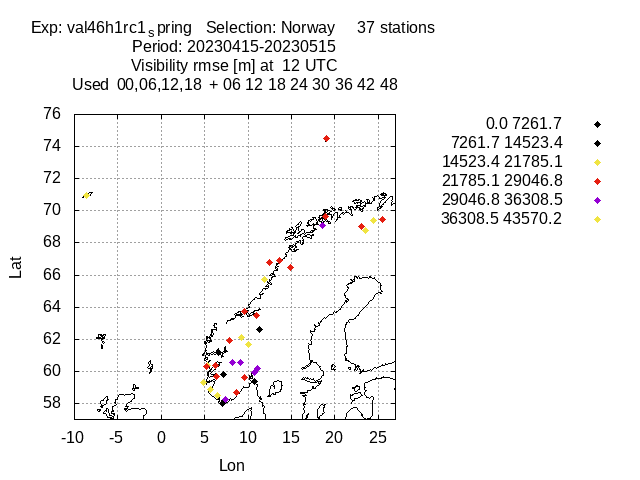 Exp: val46h1rc1spring Selection: Norway 37 stations
Period: 20230415-20230515
Visibility rmse [m] at 12 UTC
Used 00,06,12,18 + 06 12 18 24 30 36 42 48
0.0 7261.7
7261.7 14523.4
14523.4 21785.1
21785.1 29046.8
29046.8 36308.5
36308.5 43570.2
76
74
72
70
68
66
64
62
60
58
Lat
-10 -5 0 5 10 15 20 25
Lon